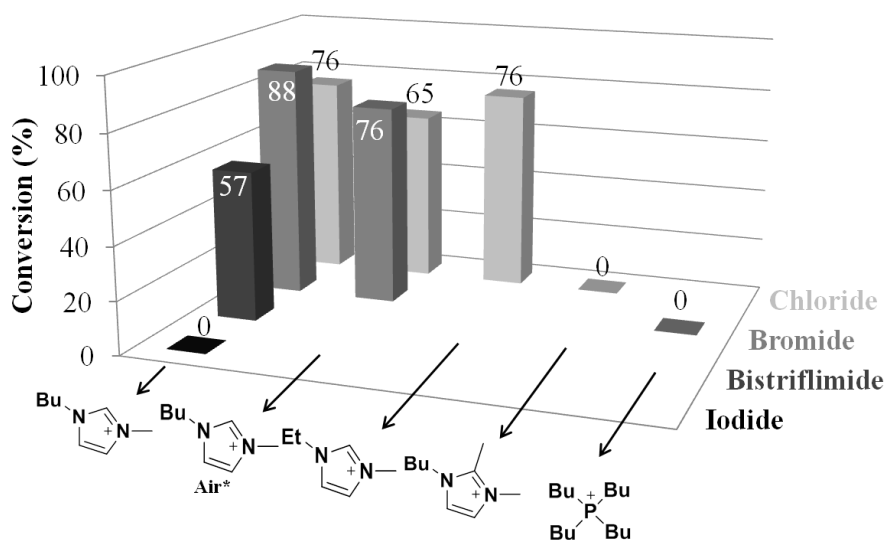 100
80
60
40
20
0
Conversion (%)
57
88
76
76
65
76
0
0
0
Chloride
Bromide
Bistriflimide
Iodide
Bu
N
N
+
Bu
N
N
+
Air*
Et
N
N
+
Bu
N
N
+
Bu
+
Bu
P
Bu
Bu